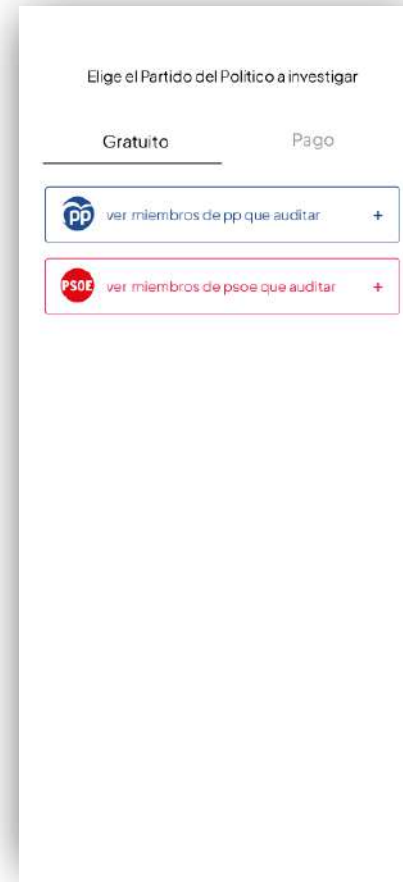 Elige el Partido del Político a investigar
Gratuito Pago
PP ver miembros de pp que auditar +
PSOE ver miembros de psoe que auditar +